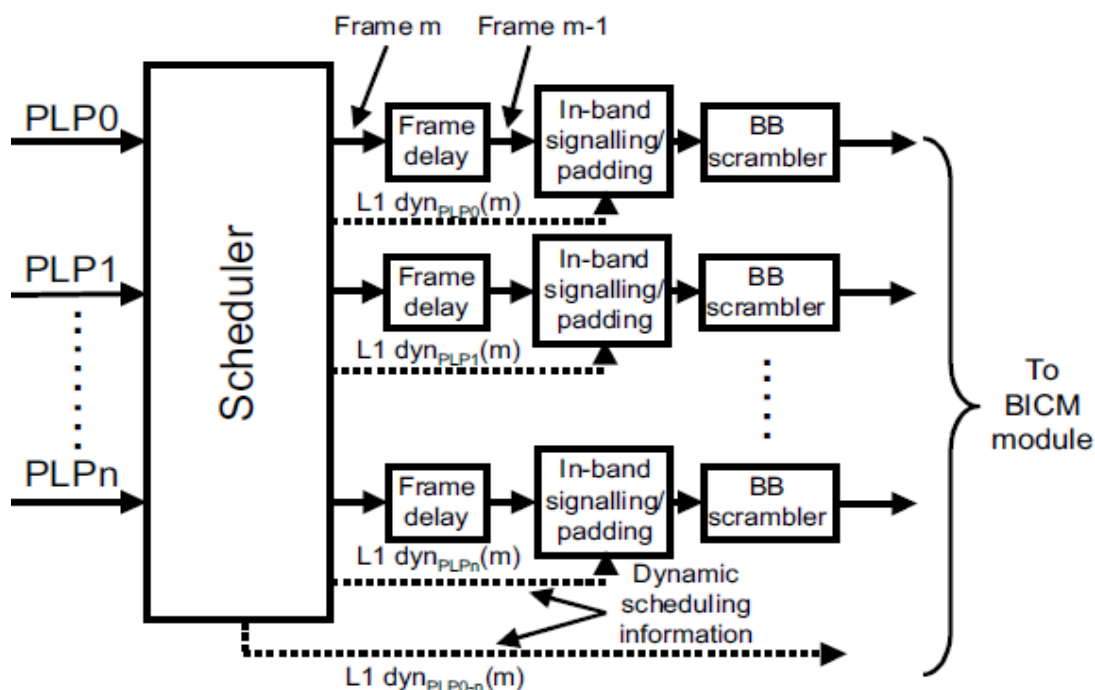 Frame m
Frame m-1
PLP0
Frame
delay
In-band
signalling/
padding
BB
scrambler
L1 dynPLP0(m)
PLP1
Frame
delay
In-band
signalling/
padding
BB
scrambler
L1 dynPLP1(m)
Scheduler
To
BICM
module
PLPn
Frame
delay
In-band
signalling/
padding
BB
scrambler
L1 dynPLPn(m)
Dynamic
scheduling
information
L1 dynPLP0-n(m)